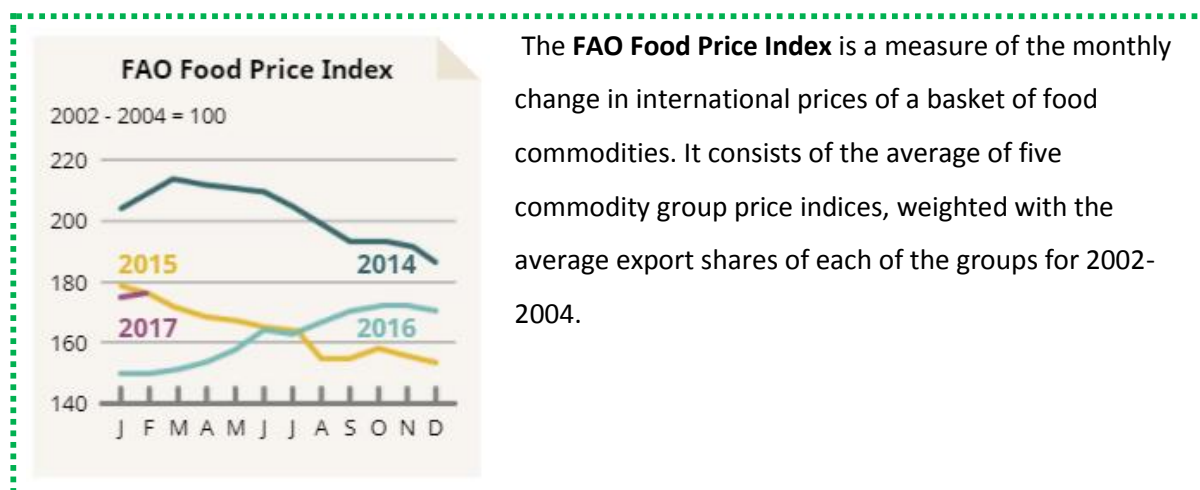 FAO Food Price Index
2002 - 2004 = 100
220
200
180
160
140
2015
2014
2017
2016
J F M A M J J A S O N D
The FAO Food Price Index is a measure of the monthly
change in international prices of a basket of food
commodities. It consists of the average of five
commodity group price indices, weighted with the
average export shares of each of the groups for 2002-
2004.